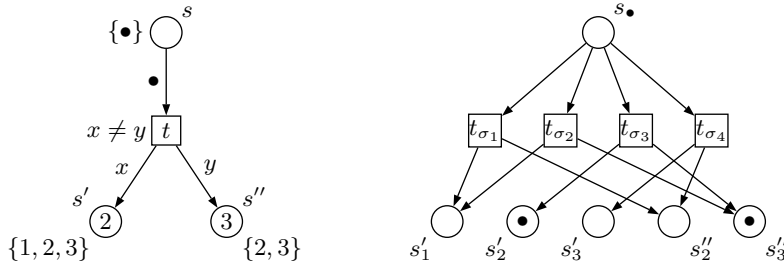 s
{•}
•
x ≠ y
t
x
y
s′
s″
2
3
{1, 2, 3}
{2, 3}
s•
tσ1
tσ2
tσ3
tσ4
•
•
s′1
s′2
s′3
s″2
s″3